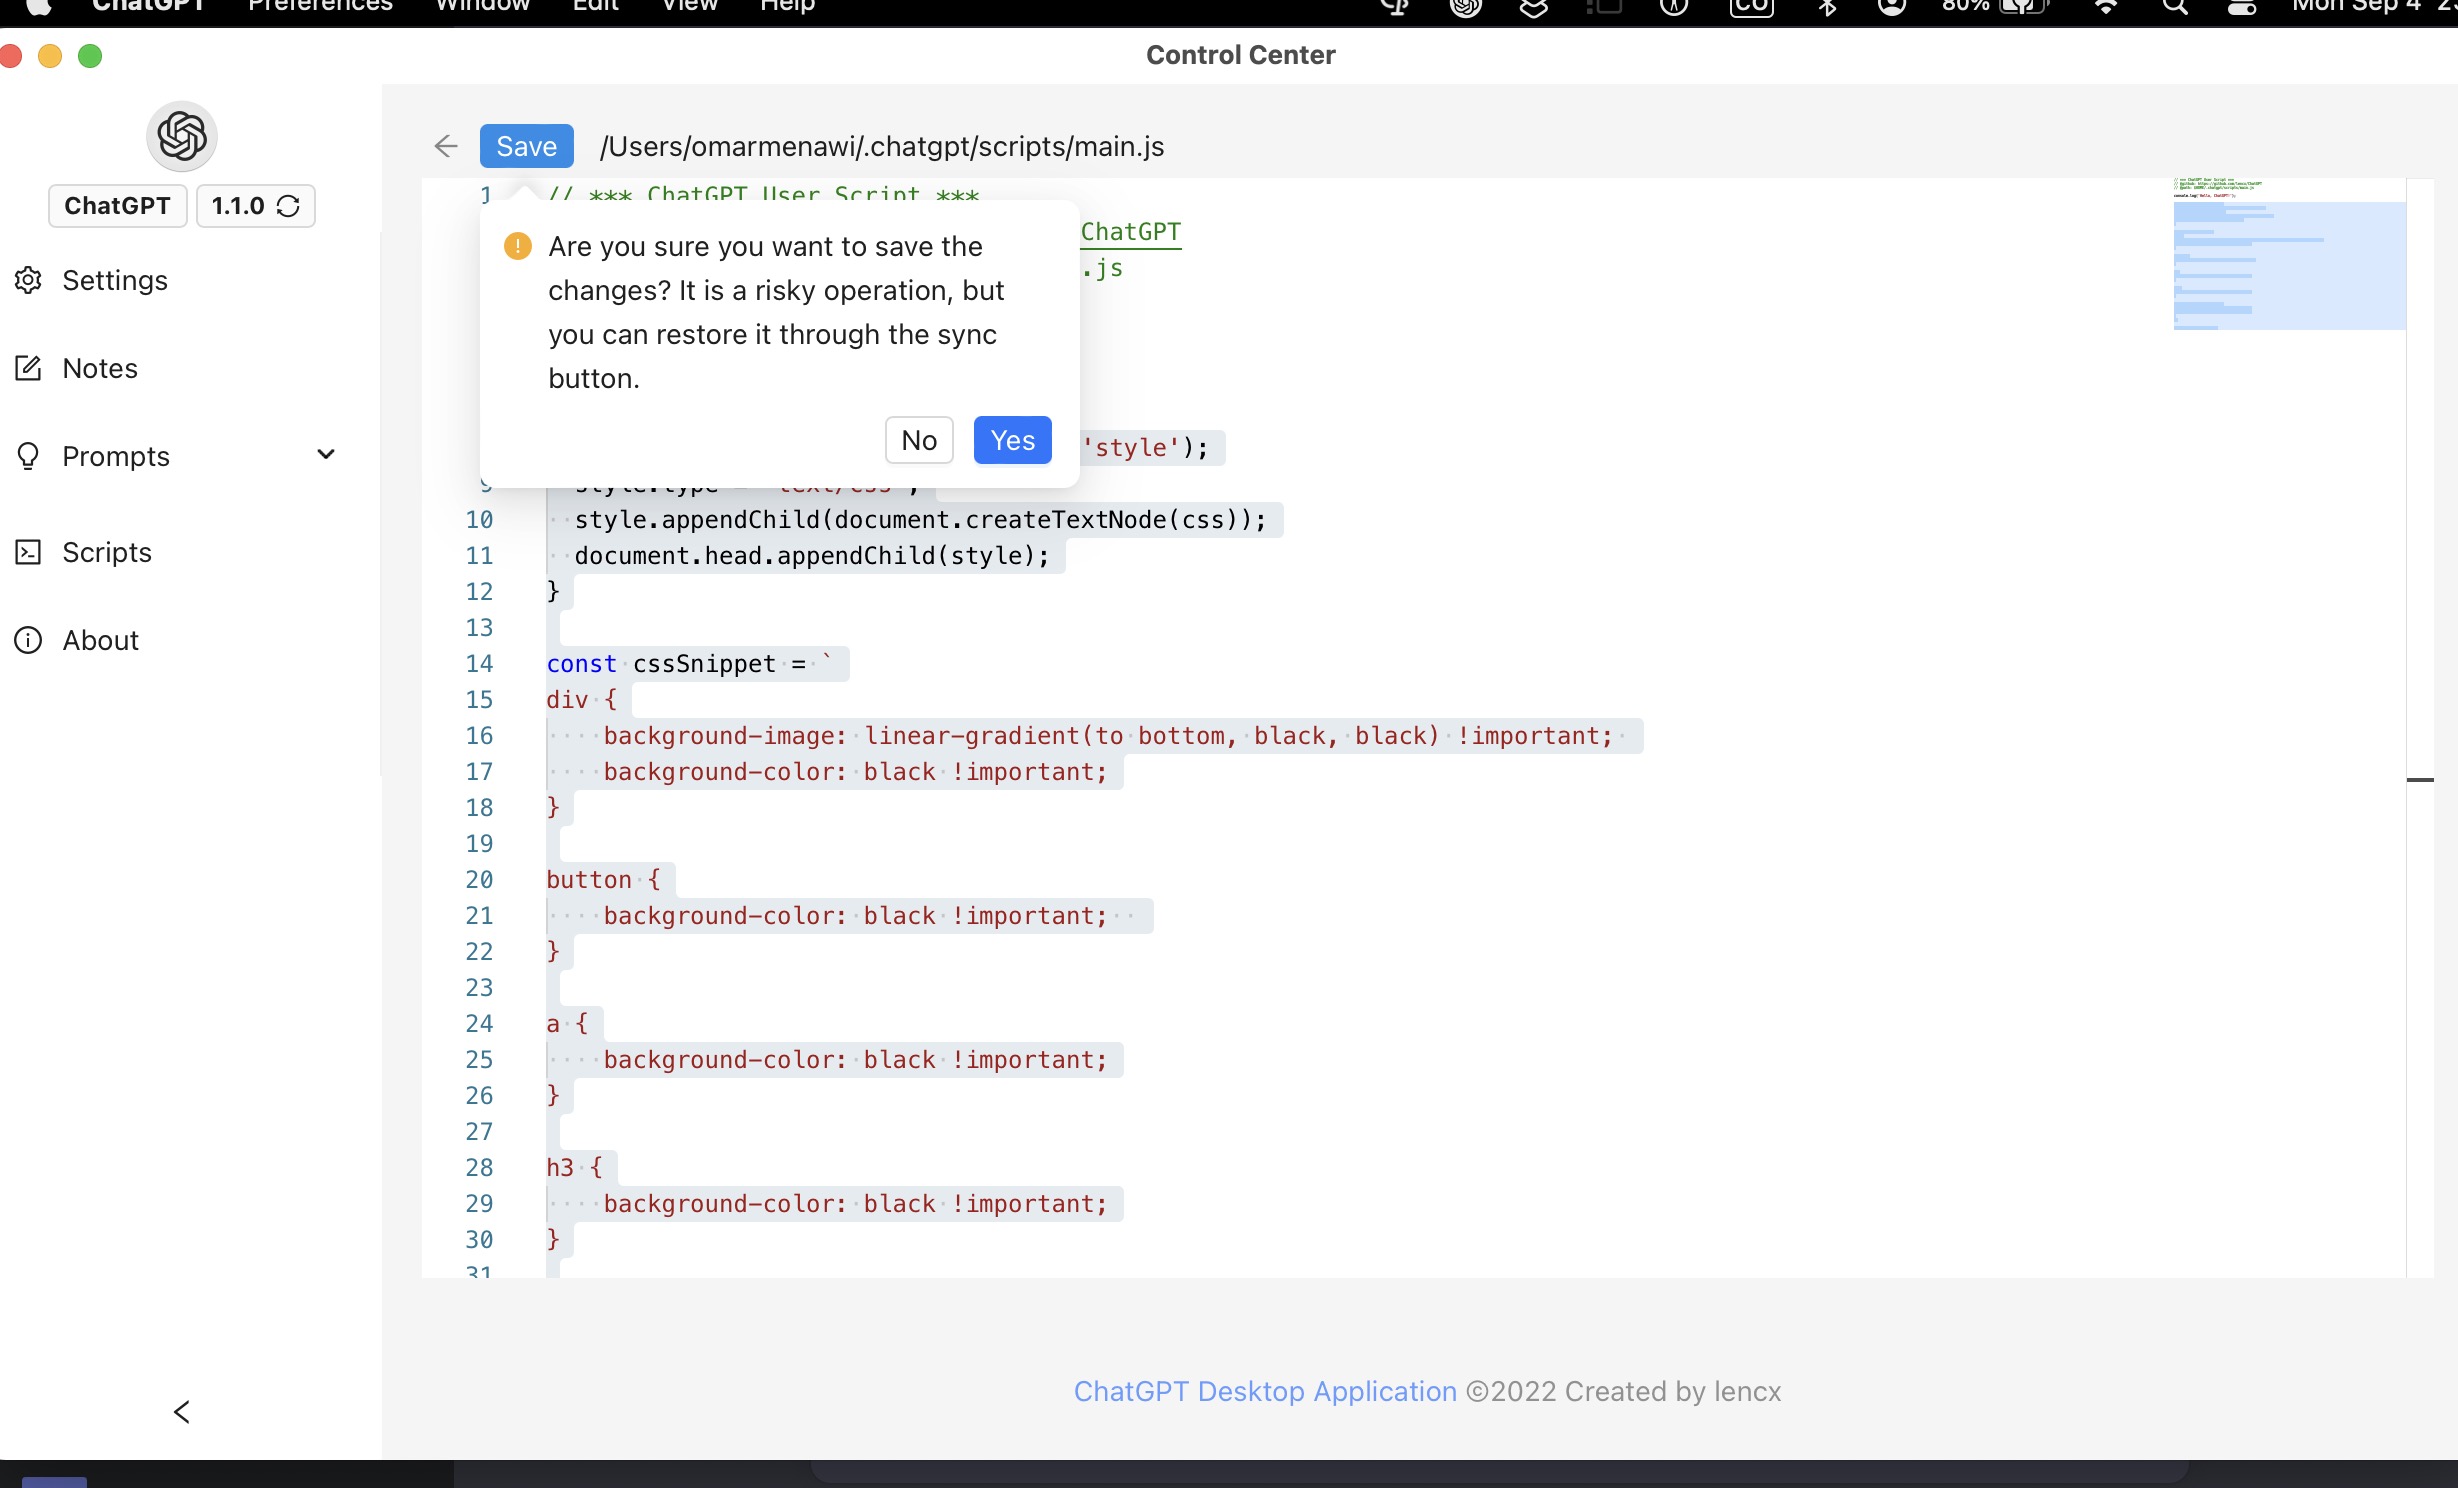 ChatGPT Preferences Window Edit View Help CO 80% Mon Sep 4
Control Center
Save /Users/omarmenawi/.chatgpt/scripts/main.js
ChatGPT 1.1.0
Settings
Notes
Prompts
Scripts
About
1 // *** ChatGPT User Script ***
ChatGPT
.js
Are you sure you want to save the
changes? It is a risky operation, but
you can restore it through the sync
button.
No Yes
'style');
9 style.type = 'text/css';
10 style.appendChild(document.createTextNode(css));
11 document.head.appendChild(style);
12 }
13
14 const cssSnippet = `
15 div {
16 background-image: linear-gradient(to bottom, black, black) !important;
17 background-color: black !important;
18 }
19
20 button {
21 background-color: black !important;
22 }
23
24 a {
25 background-color: black !important;
26 }
27
28 h3 {
29 background-color: black !important;
30 }
31
ChatGPT Desktop Application ©2022 Created by lencx